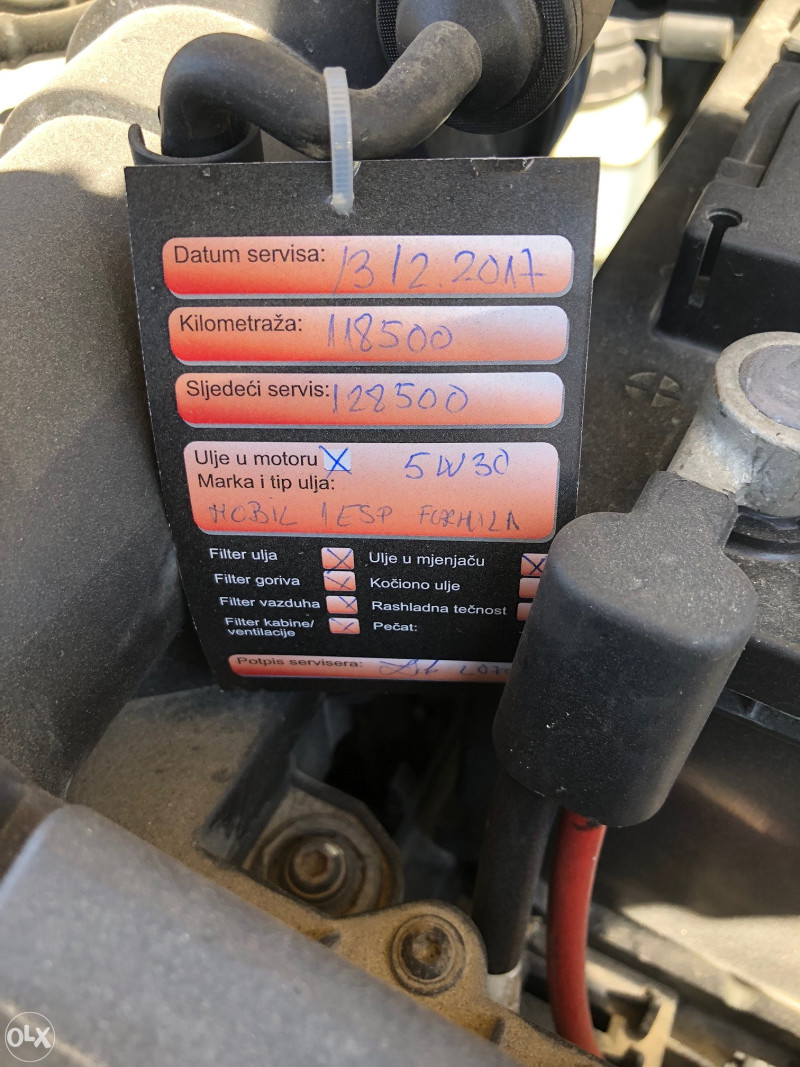 Datum servisa: 13 12.2017
Kilometraža: 118500
Sljedeći servis: 128500
Ulje u motoru X 5W30
Marka i tip ulja:
MOBIL 1 ESP FORMULA
Filter ulja X Ulje u mjenjaču X
Filter goriva X Kočiono ulje
Filter vazduha X Rashladna tečnost
Filter kabine/ X Pečat:
ventilacije
Potpis servisera:
OLX